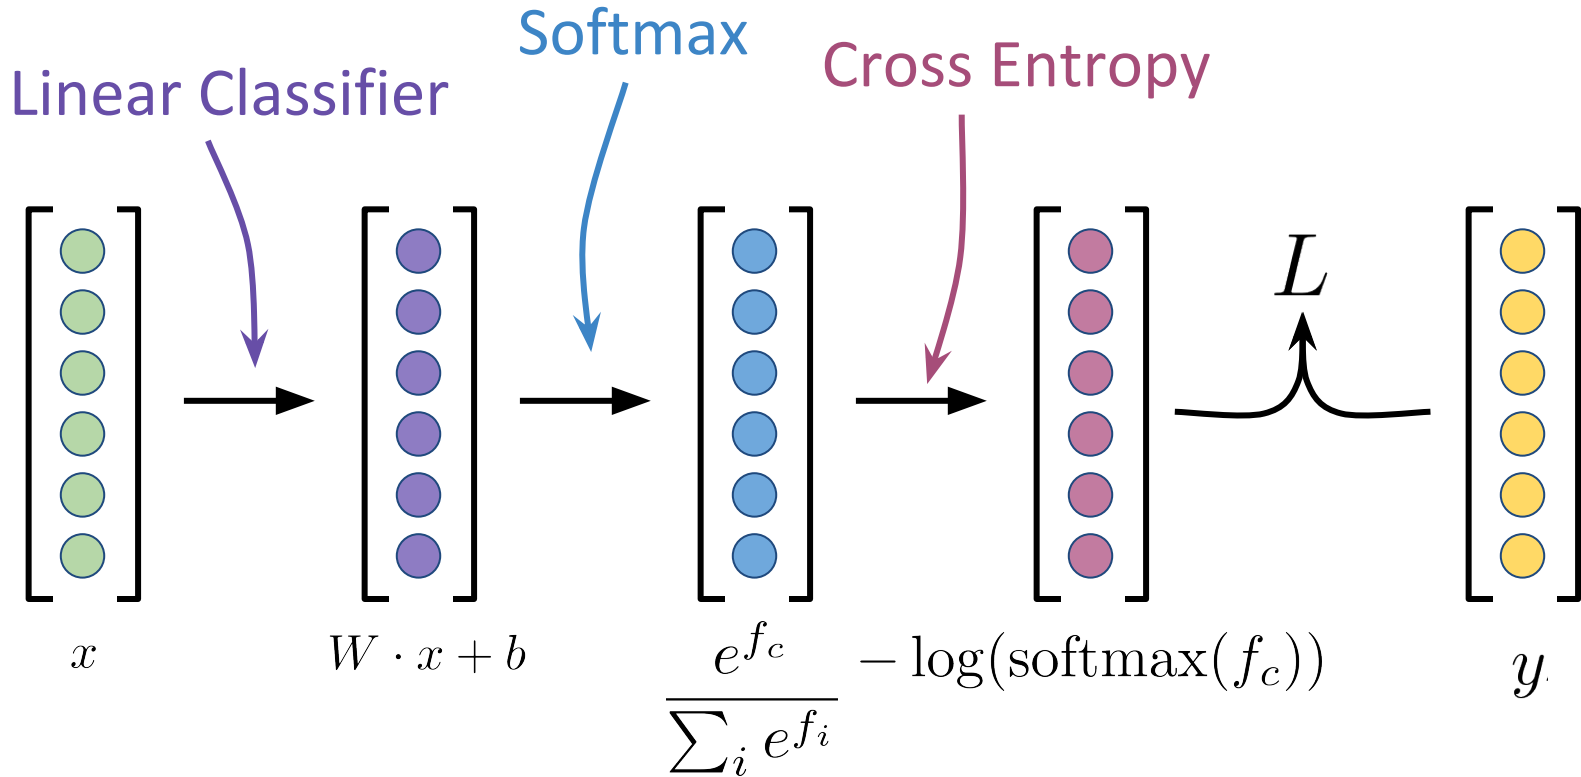 Softmax
Cross Entropy
Linear Classifier
L
x
W · x + b
e^{f_c}
∑_i e^{f_i}
− log(softmax(f_c))
y